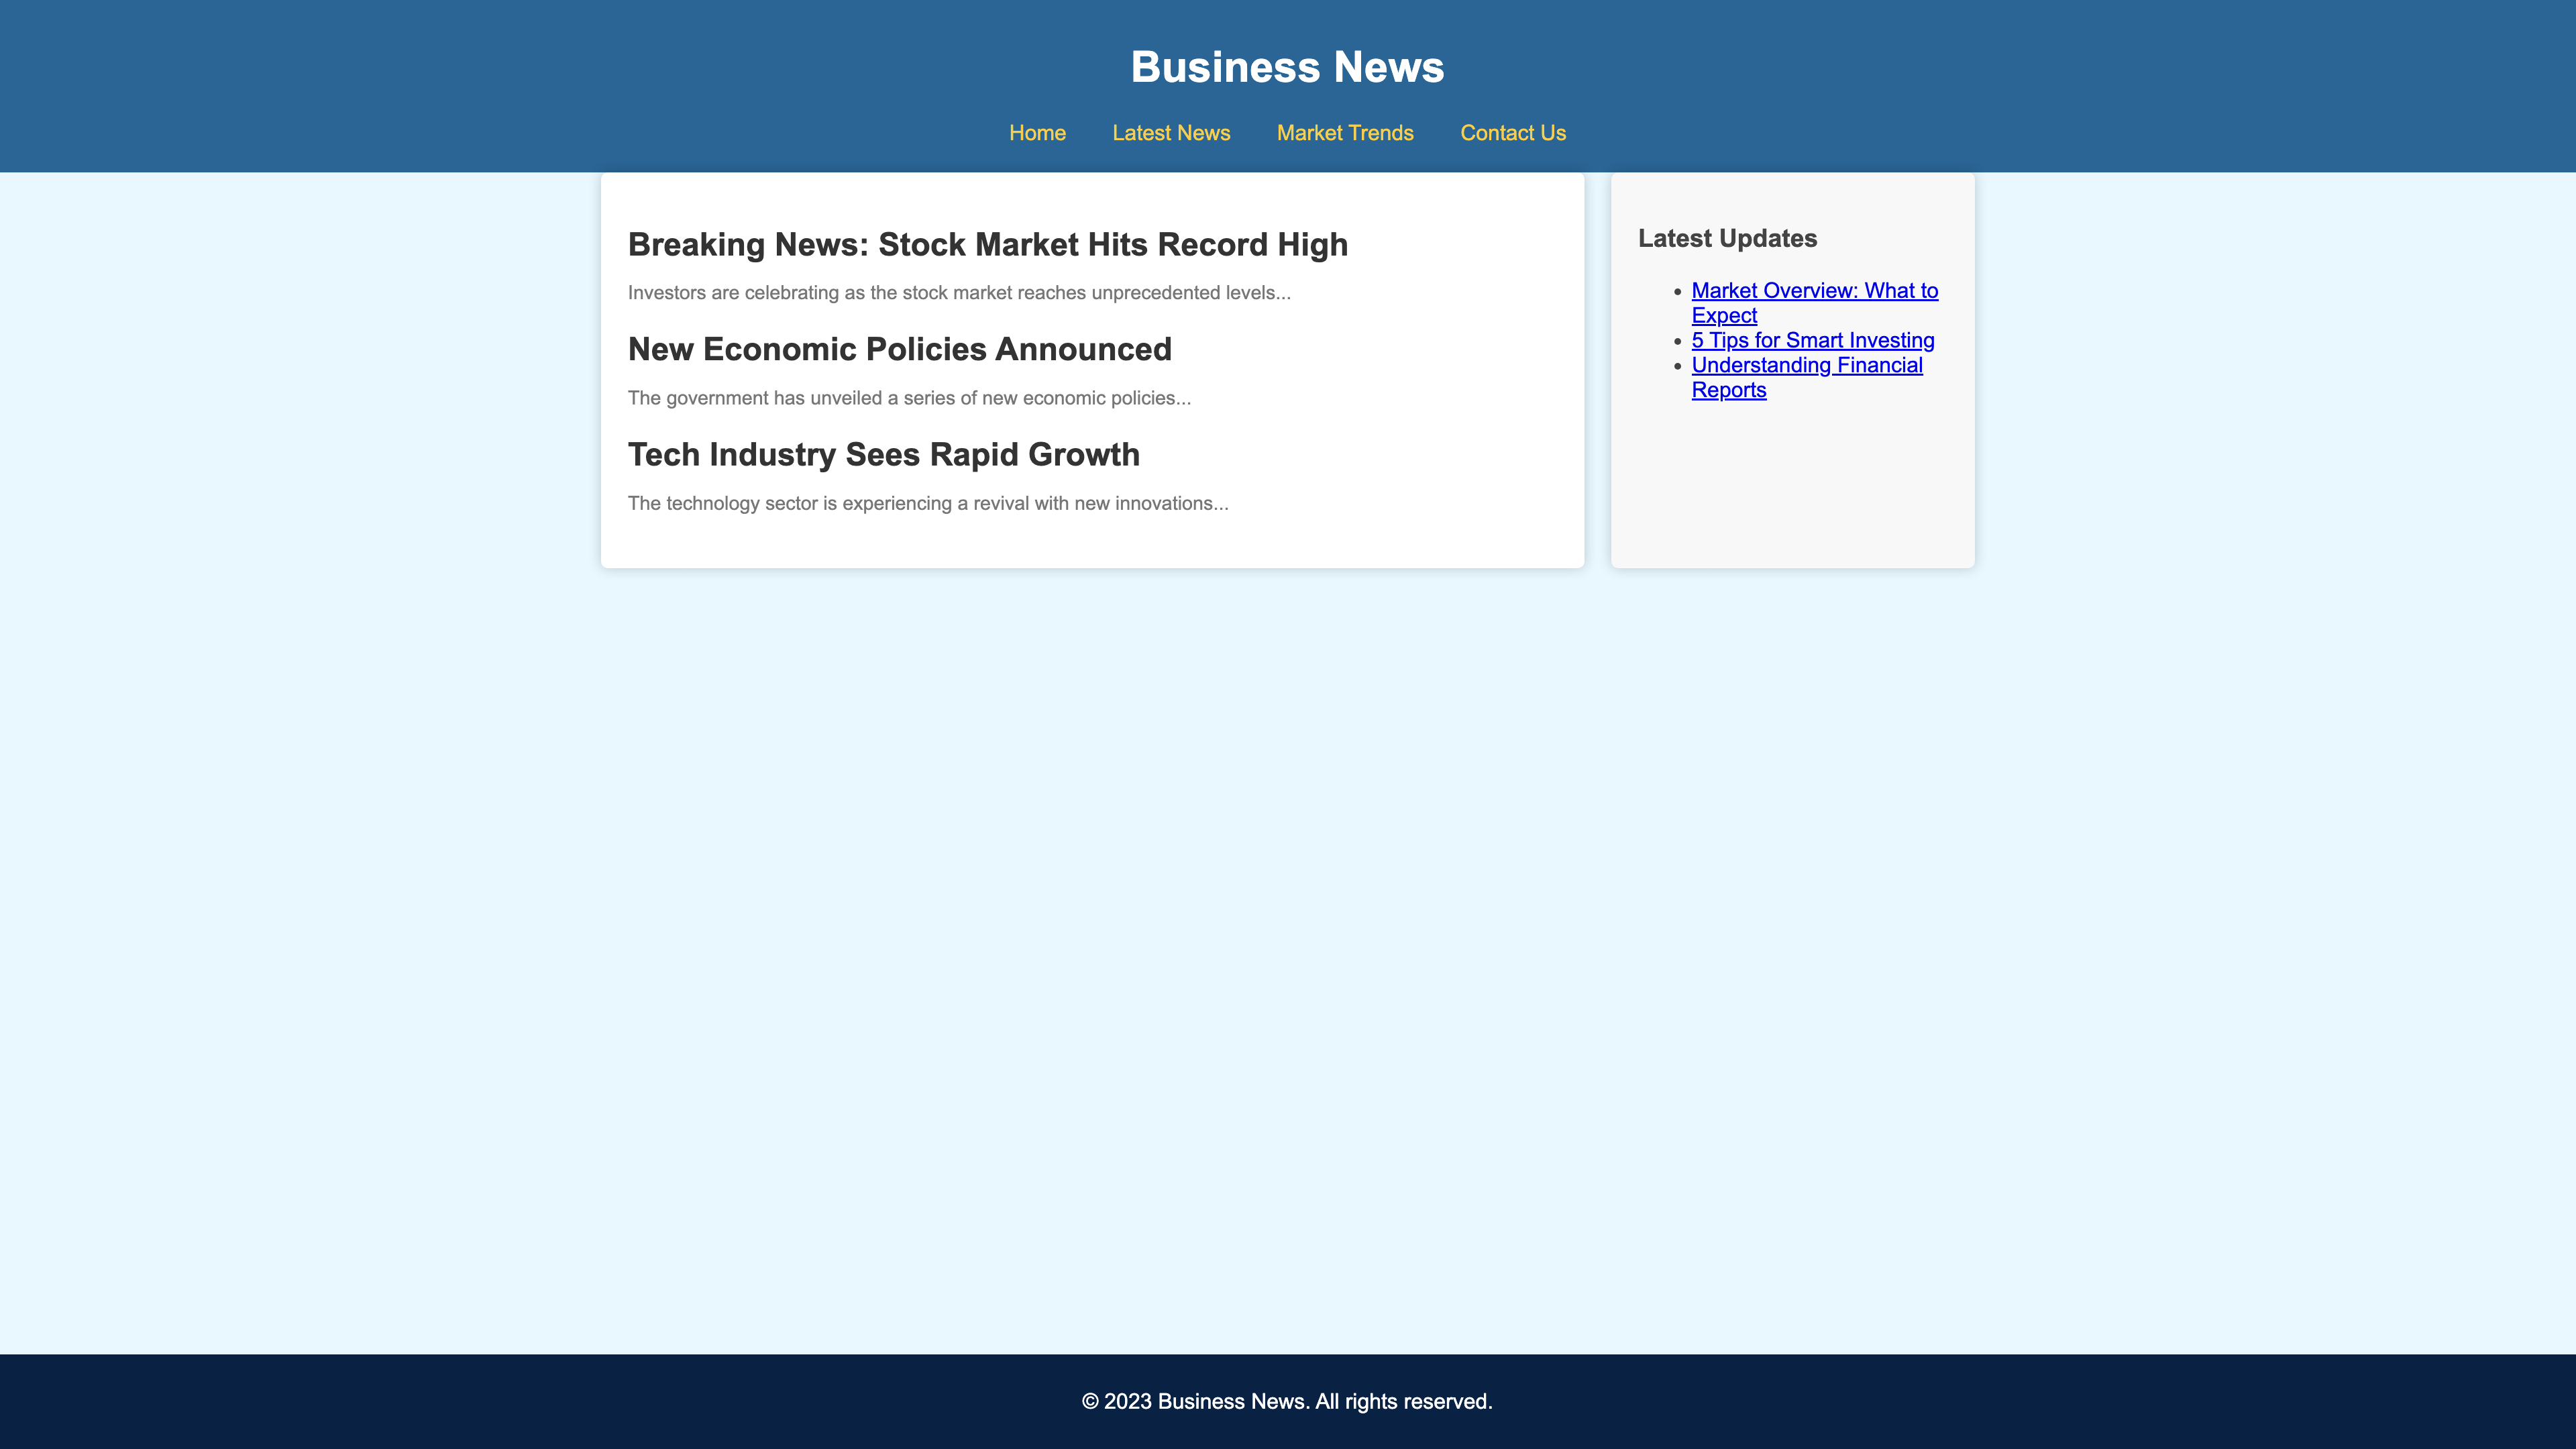 Business News
Home Latest News Market Trends Contact Us
Breaking News: Stock Market Hits Record High
Investors are celebrating as the stock market reaches unprecedented levels...
New Economic Policies Announced
The government has unveiled a series of new economic policies...
Tech Industry Sees Rapid Growth
The technology sector is experiencing a revival with new innovations...
Latest Updates
Market Overview: What to
Expect
5 Tips for Smart Investing
Understanding Financial
Reports
© 2023 Business News. All rights reserved.